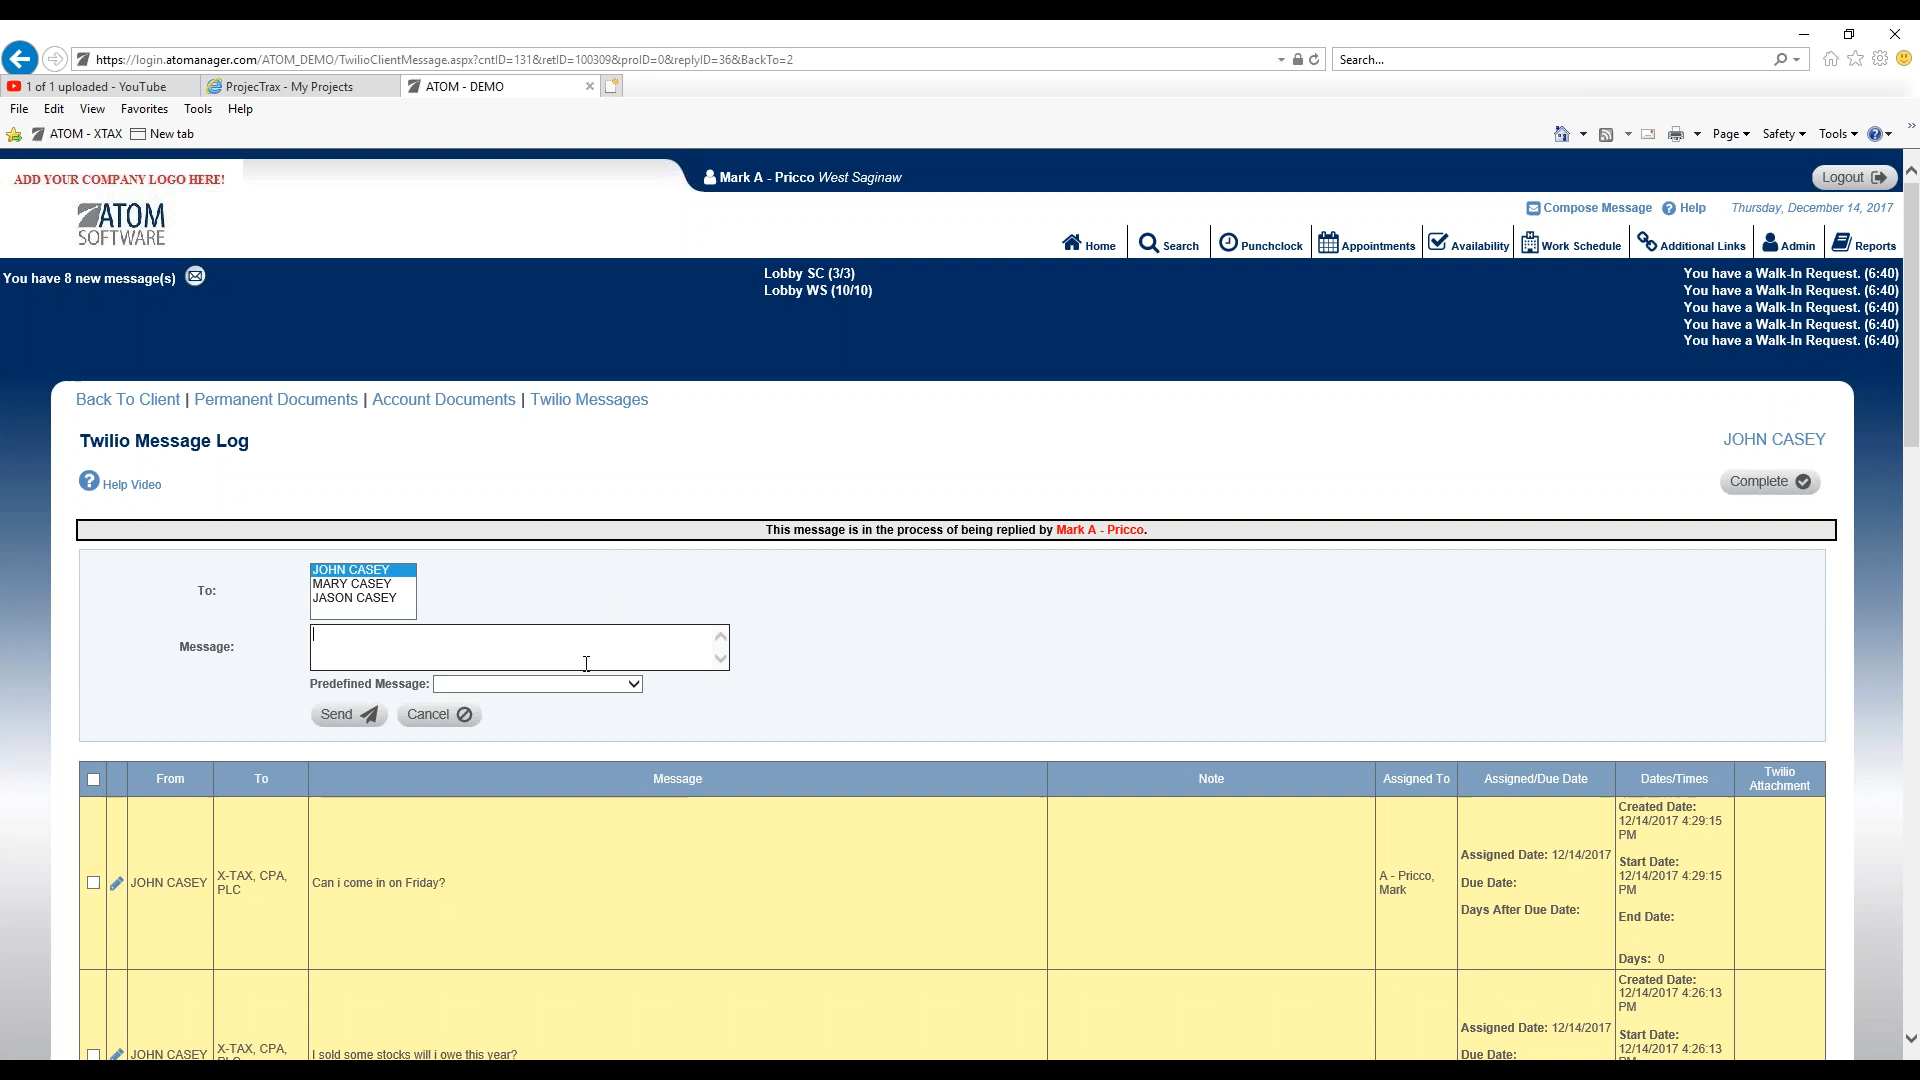 https://login.atomanager.com/ATOM_DEMO/TwilioClientMessage.aspx?cntID=131&retID=100309&proID=0&replyID=36&BackTo=2
Search...
1 of 1 uploaded - YouTube
ProjecTrax - My Projects
ATOM - DEMO
File Edit View Favorites Tools Help
ATOM - XTAX New tab
Page Safety Tools
ADD YOUR COMPANY LOGO HERE!
Mark A - Pricco West Saginaw
Logout
ATOM
SOFTWARE
Compose Message Help Thursday, December 14, 2017
Home Search Punchclock Appointments Availability Work Schedule Additional Links Admin Reports
You have 8 new message(s)
Lobby SC (3/3)
Lobby WS (10/10)
You have a Walk-In Request. (6:40)
You have a Walk-In Request. (6:40)
You have a Walk-In Request. (6:40)
You have a Walk-In Request. (6:40)
You have a Walk-In Request. (6:40)
Back To Client | Permanent Documents | Account Documents | Twilio Messages
Twilio Message Log
JOHN CASEY
Help Video
Complete
This message is in the process of being replied by Mark A - Pricco.
To:
JOHN CASEY
MARY CASEY
JASON CASEY
Message:
Predefined Message:
Send Cancel
From To Message Note Assigned To Assigned/Due Date Dates/Times Twilio Attachment
JOHN CASEY
X-TAX, CPA,
PLC
Can i come in on Friday?
A - Pricco,
Mark
Assigned Date: 12/14/2017
Due Date:
Days After Due Date:
Created Date:
12/14/2017 4:29:15
PM
Start Date:
12/14/2017 4:29:15
PM
End Date:
Days: 0
JOHN CASEY
X-TAX, CPA,
PLC
I sold some stocks will i owe this year?
Assigned Date: 12/14/2017
Due Date:
Created Date:
12/14/2017 4:26:13
PM
Start Date:
12/14/2017 4:26:13
PM